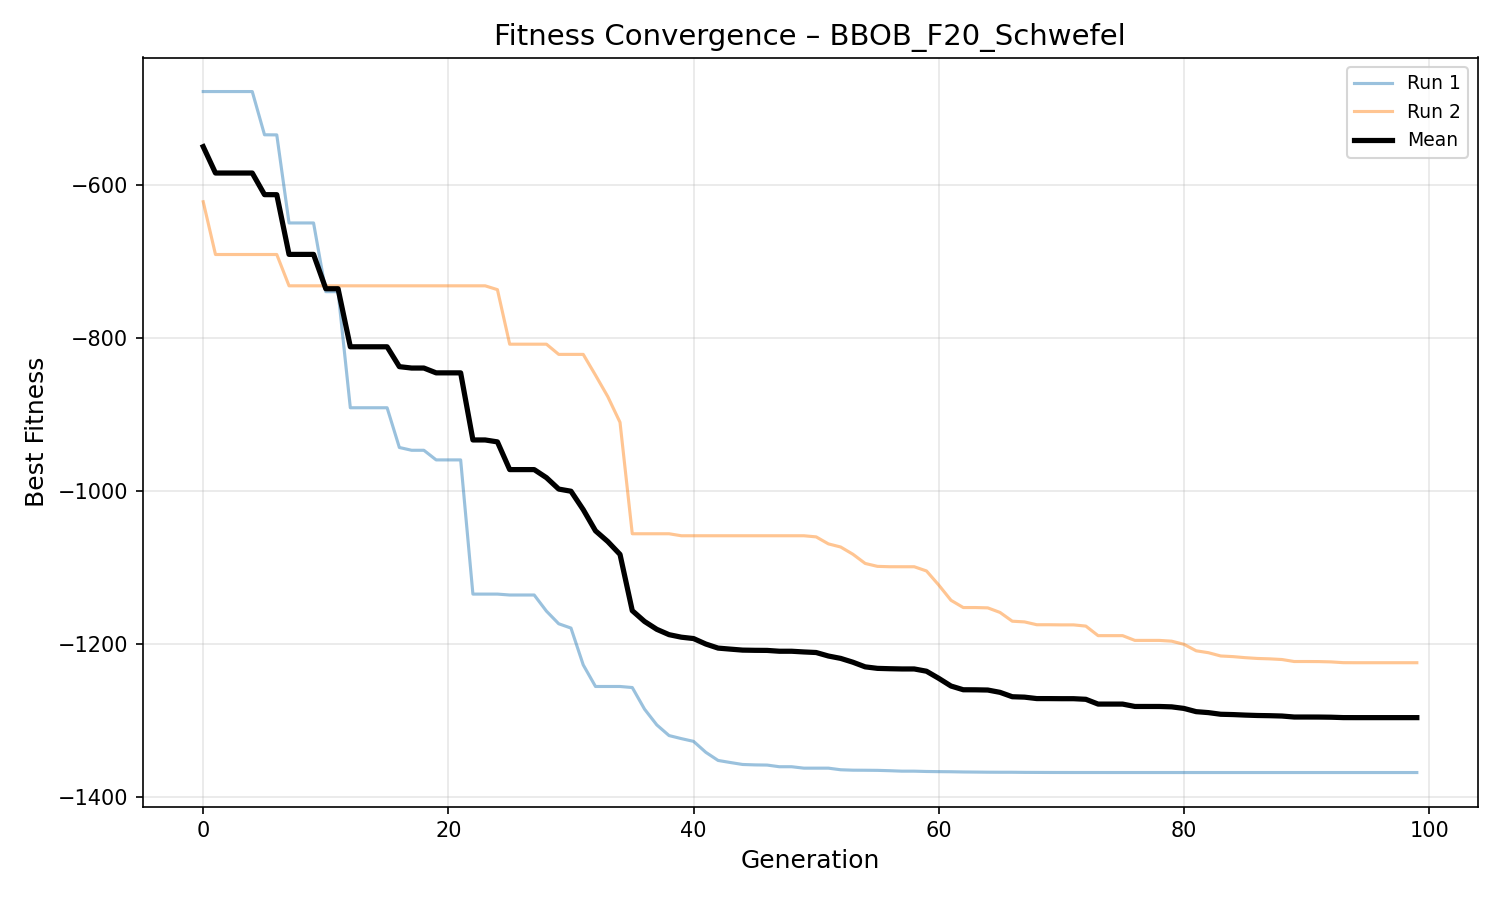 Fitness Convergence – BBOB_F20_Schwefel
Run 1
Run 2
Mean
Best Fitness
−600
−800
−1000
−1200
−1400
0 20 40 60 80 100
Generation